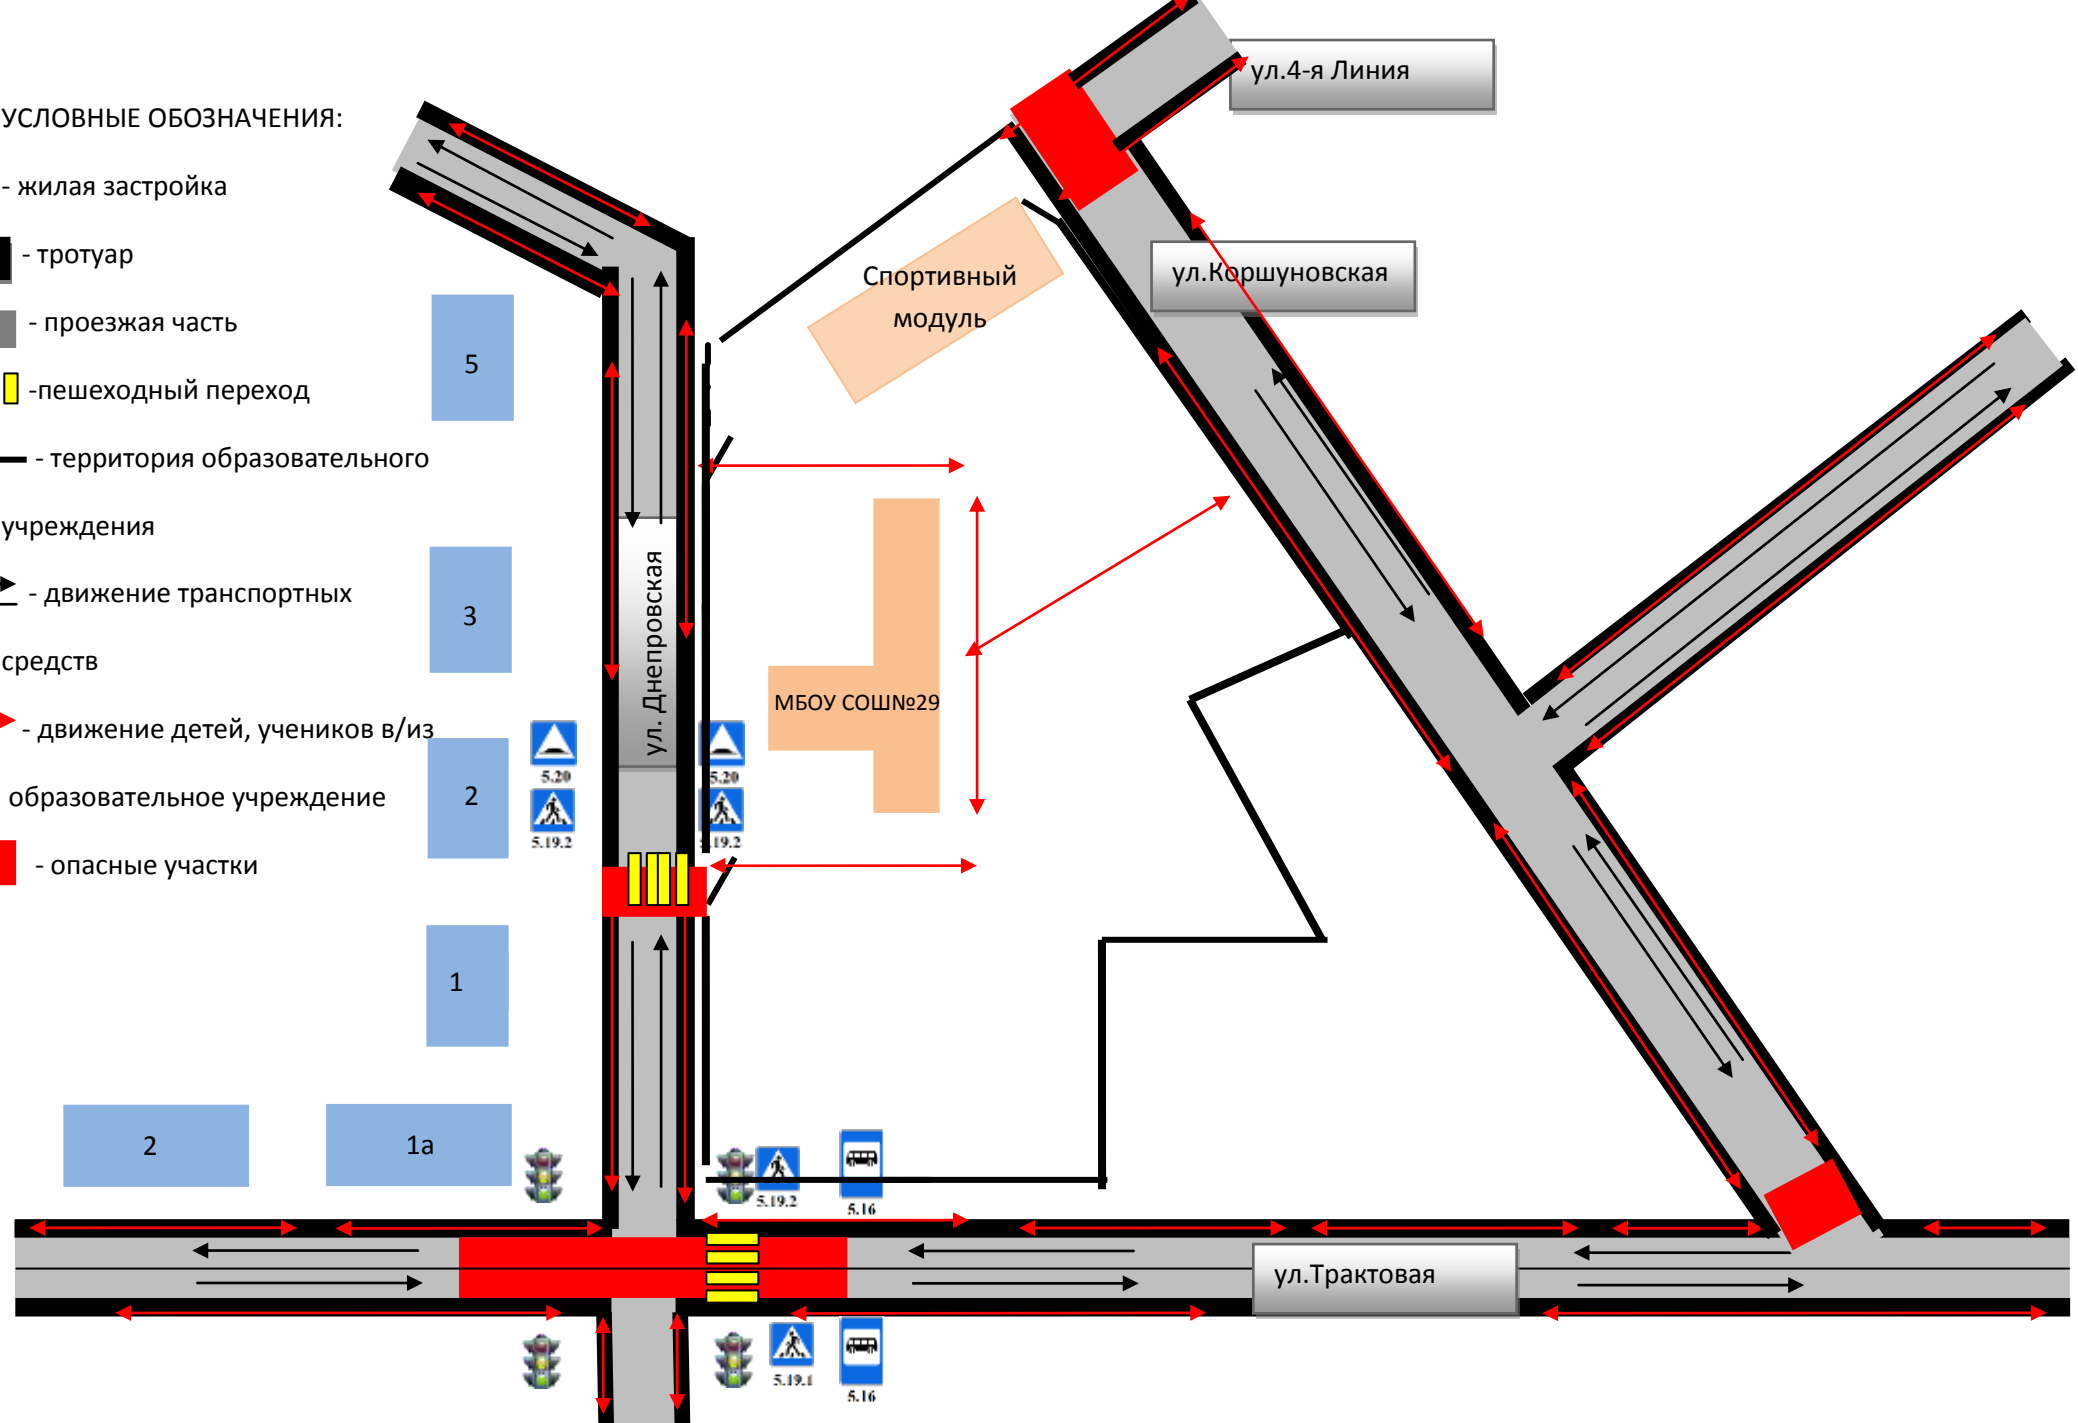 ул.4-я Линия
УСЛОВНЫЕ ОБОЗНАЧЕНИЯ:
- жилая застройка
- тротуар
- проезжая часть
-пешеходный переход
- территория образовательного
учреждения
- движение транспортных
средств
- движение детей, учеников в/из
образовательное учреждение
- опасные участки
Спортивный
модуль
ул.Коршуновская
5
3
2
1
2
1а
ул. Днепровская
МБОУ СОШ№29
5.20
5.19.2
5.20
5.19.2
5.19.2
5.16
ул.Трактовая
5.19.1
5.16